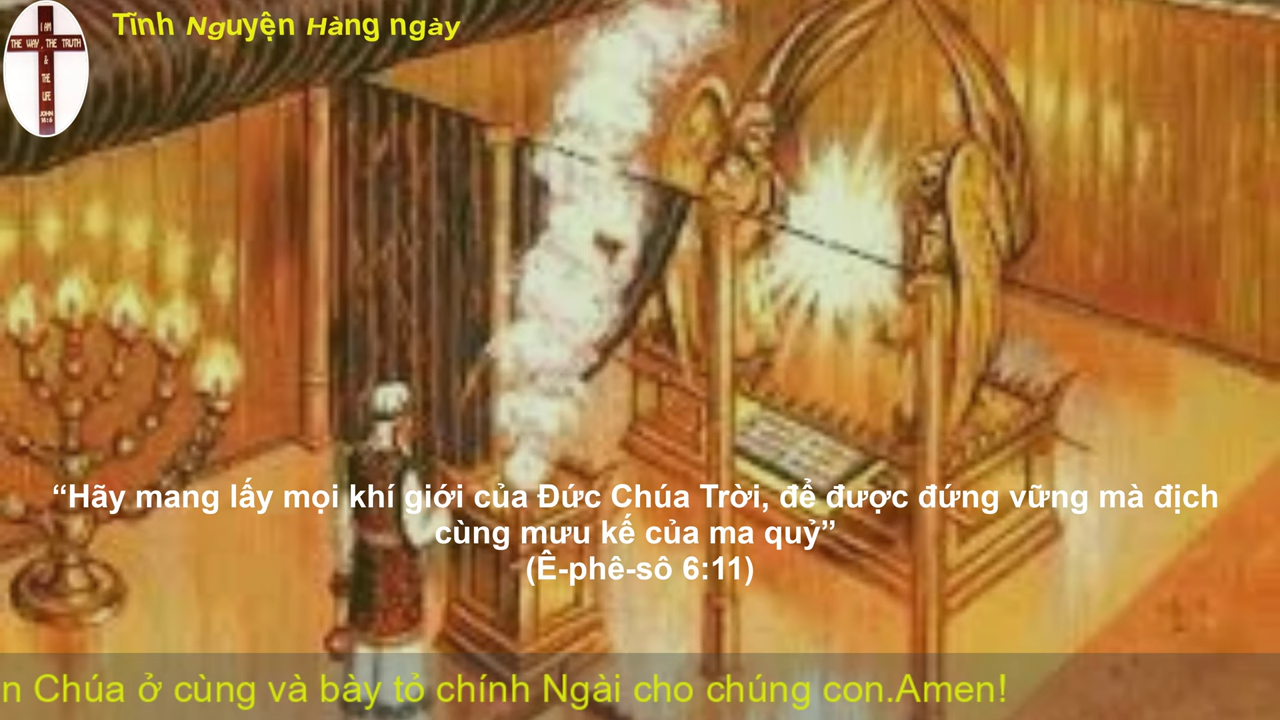 Tĩnh Nguyện Hàng ngày
I AM
THE WAY, THE TRUTH
&
THE
LIFE
JOHN
“Hãy mang lấy mọi khí giới của Đức Chúa Trời, để được đứng vững mà địch
cùng mưu kế của ma quỷ”
(Ê-phê-sô 6:11)
n Chúa ở cùng và bày tỏ chính Ngài cho chúng con.Amen!